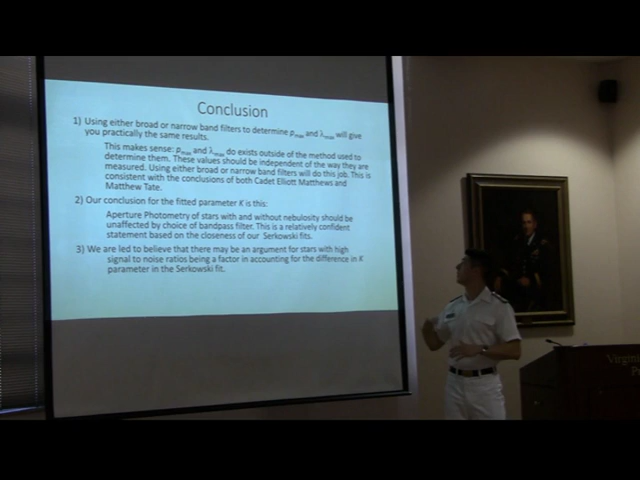 Conclusion
1) Using either broad or narrow band filters to determine pmax and λmax will give
you practically the same results.
This makes sense: pmax and λmax do exists outside of the method used to
determine them. These values should be independent of the way they are
measured. Using either broad or narrow band filters will do this job. This is
consistent with the conclusions of both Cadet Elliott Matthews and
Matthew Tate.
2) Our conclusion for the fitted parameter K is this:
Aperture Photometry of stars with and without nebulosity should be
unaffected by choice of bandpass filter. This is a relatively confident
statement based on the closeness of our Serkowski fits.
3) We are led to believe that there may be an argument for stars with high
signal to noise ratios being a factor in accounting for the difference in K
parameter in the Serkowski fit.
Virginia